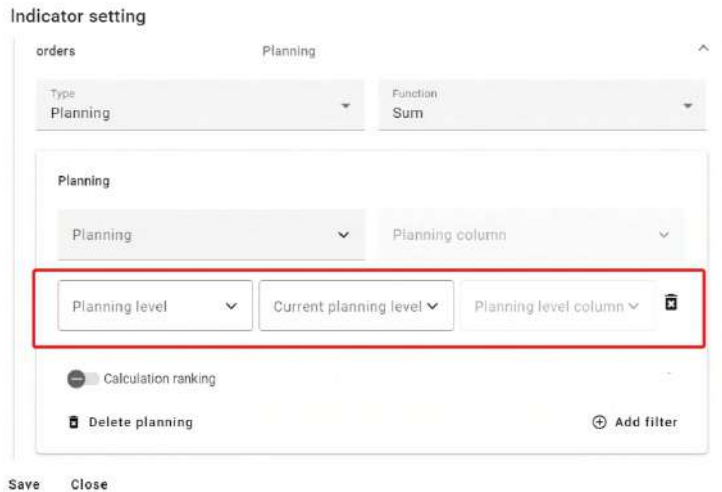 Indicator setting
orders Planning
Type Function
Planning Sum
Planning
Planning Planning column
Planning level Current planning level Planning level column
Calculation ranking
Delete planning Add filter
Save Close